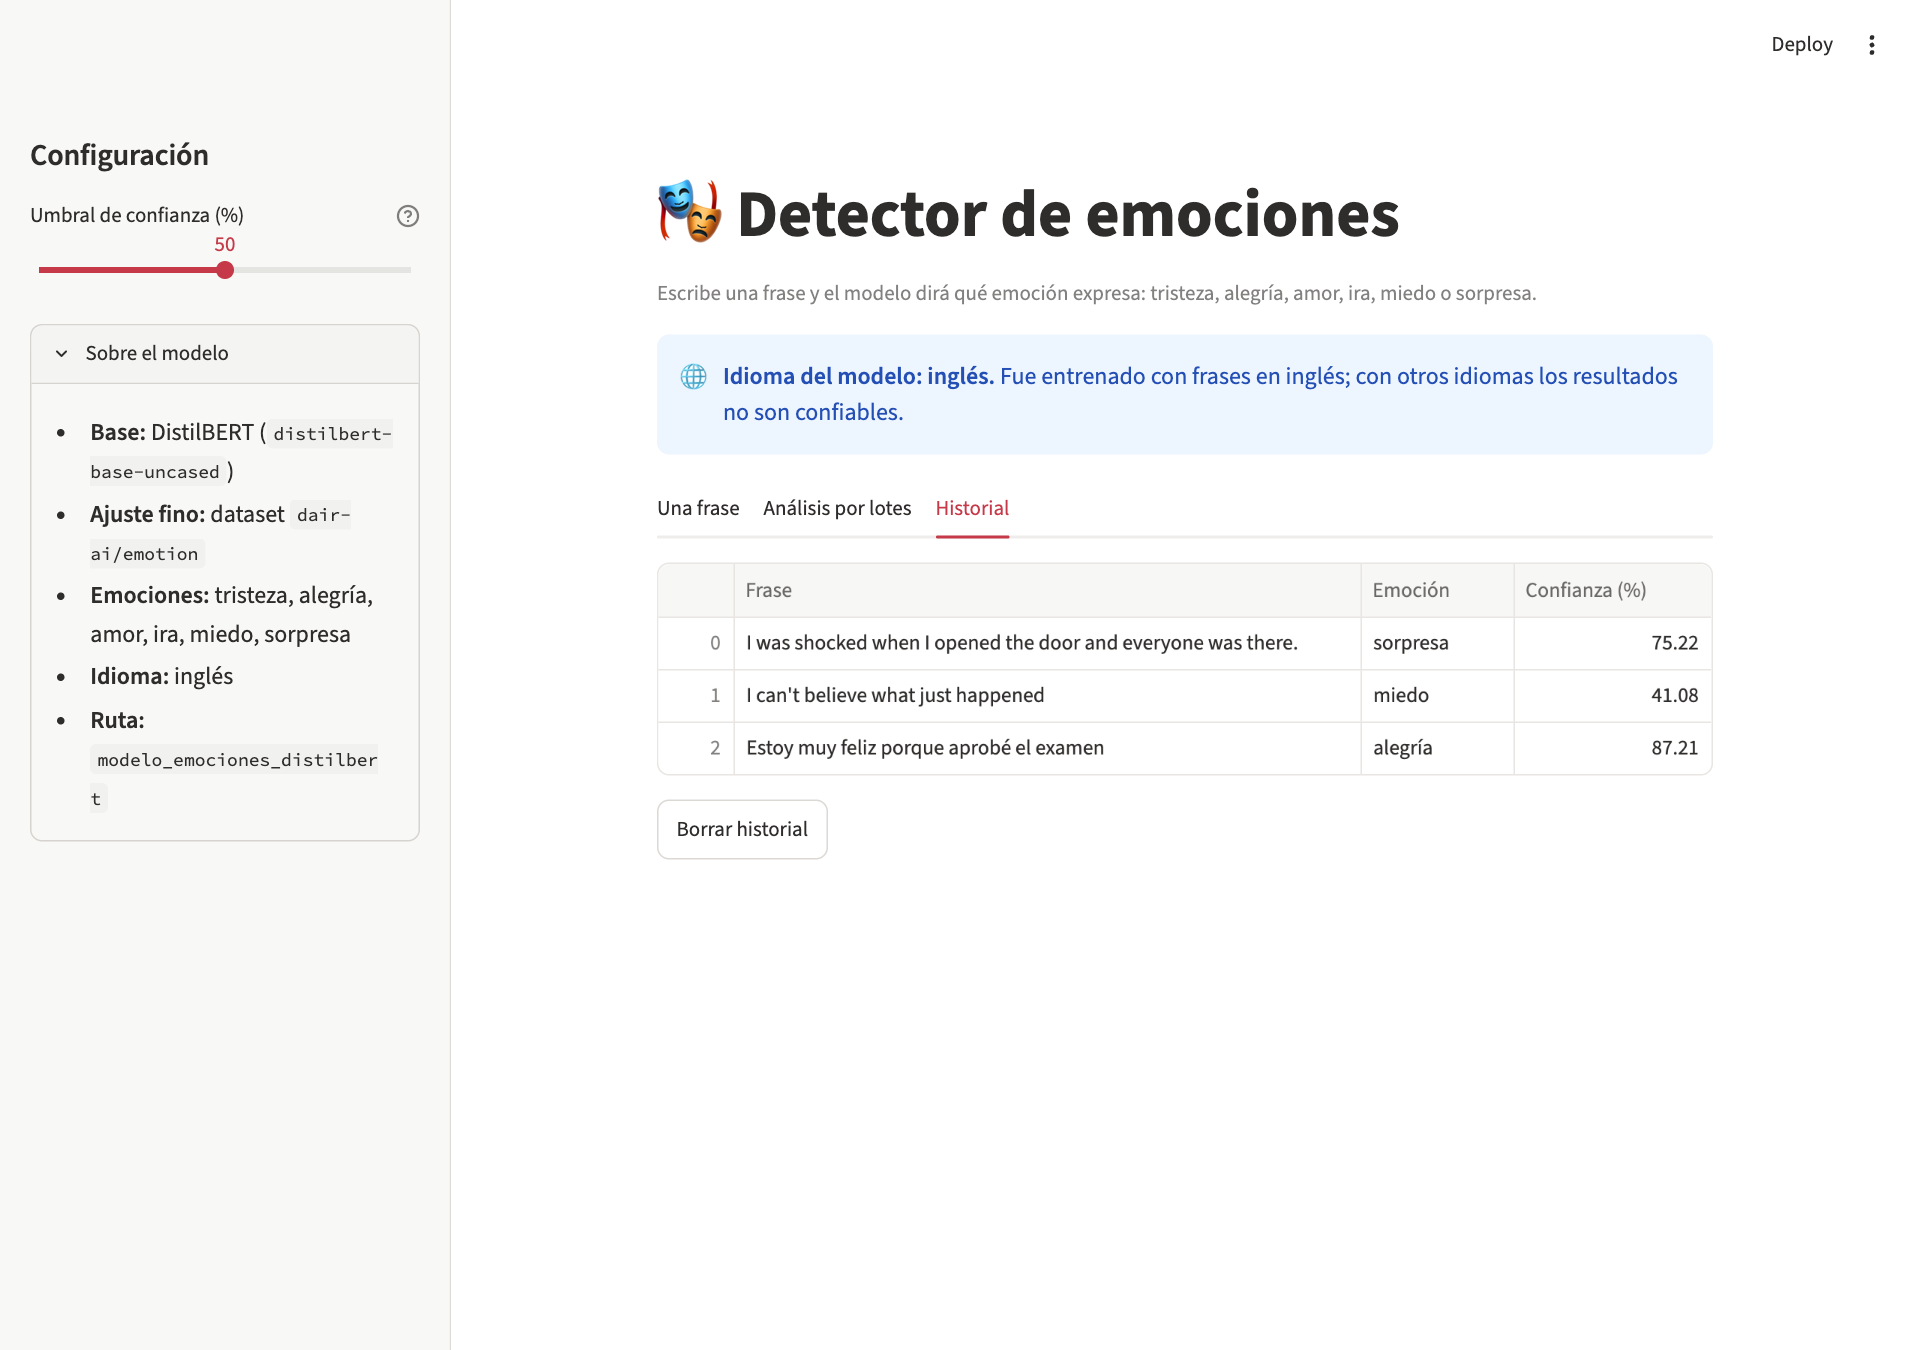 Deploy
Configuración
Umbral de confianza (%)
50
Sobre el modelo
Base: DistilBERT ( distilbert-
base-uncased )
Ajuste fino: dataset dair-
ai/emotion
Emociones: tristeza, alegría,
amor, ira, miedo, sorpresa
Idioma: inglés
Ruta:
modelo_emociones_distilber
t
Detector de emociones
Escribe una frase y el modelo dirá qué emoción expresa: tristeza, alegría, amor, ira, miedo o sorpresa.
Idioma del modelo: inglés. Fue entrenado con frases en inglés; con otros idiomas los resultados
no son confiables.
Una frase Análisis por lotes Historial
Frase Emoción Confianza (%)
0 I was shocked when I opened the door and everyone was there. sorpresa 75.22
1 I can't believe what just happened miedo 41.08
2 Estoy muy feliz porque aprobé el examen alegría 87.21
Borrar historial